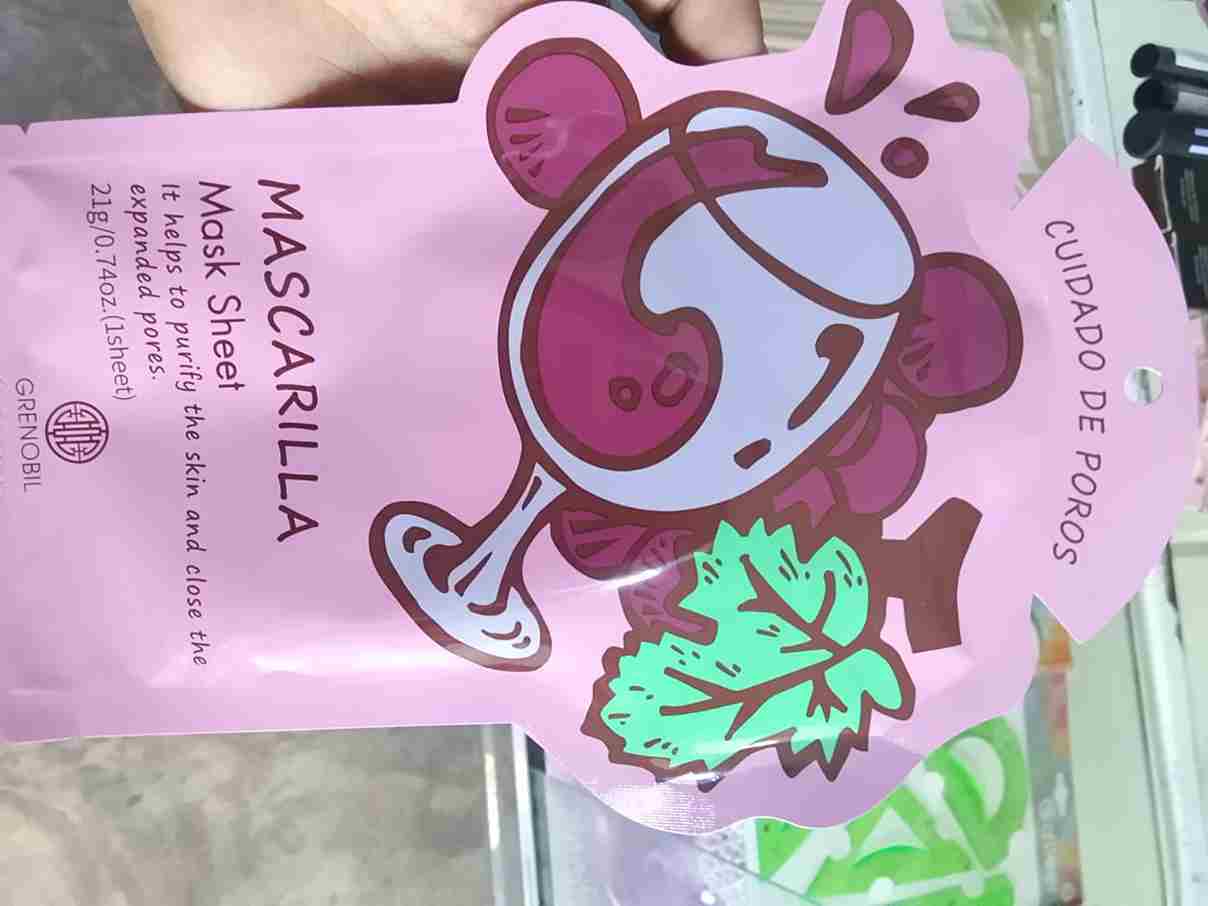 CUIDADO DE POROS
MASCARILLA
Mask Sheet
It helps to purify the skin and close the
expanded pores.
21g/0.74oz.(1sheet)
GRENOBIL